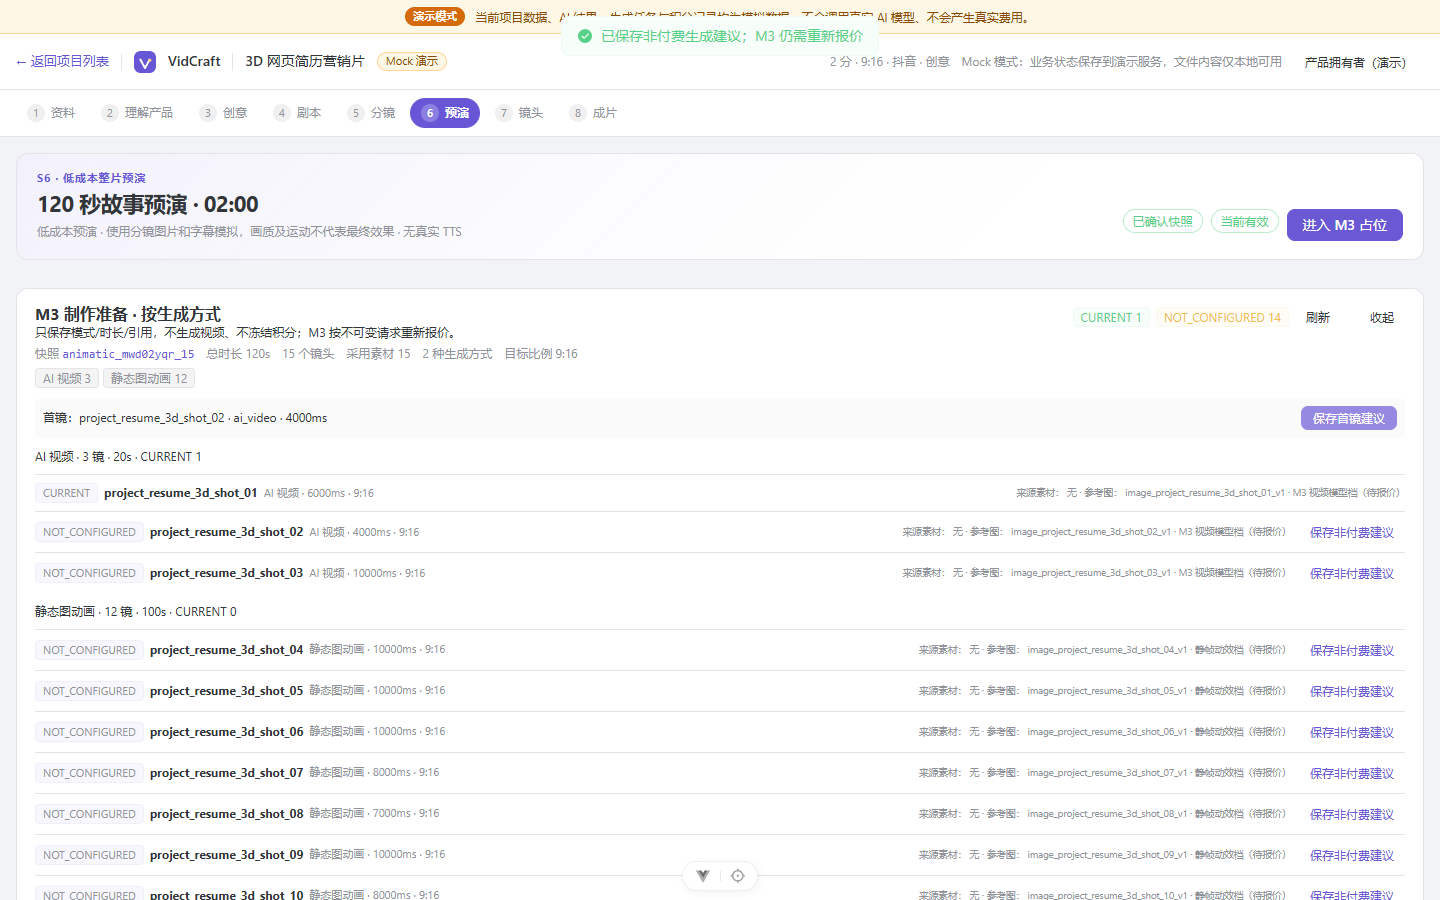 演示模式 当前项目数据、AI 结果、生成任务与积分记录均为模拟数据，不会调用真实 AI 模型、不会产生真实费用。
已保存非付费生成建议；M3 仍需重新报价
← 返回项目列表 VidCraft 3D 网页简历营销片 Mock 演示 2 分 · 9:16 · 抖音 · 创意 Mock 模式：业务状态保存到演示服务，文件内容仅本地可用 产品拥有者（演示）
1 资料 2 理解产品 3 创意 4 剧本 5 分镜 6 预演 7 镜头 8 成片
S6 · 低成本整片预演
120 秒故事预演 · 02:00
低成本预演 · 使用分镜图片和字幕模拟，画质及运动不代表最终效果 · 无真实 TTS
已确认快照 当前有效 进入 M3 占位
M3 制作准备 · 按生成方式
只保存模式/时长/引用，不生成视频、不冻结积分；M3 按不可变请求重新报价。
CURRENT 1 NOT_CONFIGURED 14 刷新 收起
快照 animatic_mwd02yqr_15 总时长 120s 15 个镜头 采用素材 15 2 种生成方式 目标比例 9:16
AI 视频 3 静态图动画 12
首镜：project_resume_3d_shot_02 · ai_video · 4000ms 保存首镜建议
AI 视频 · 3 镜 · 20s · CURRENT 1
CURRENT project_resume_3d_shot_01 AI 视频 · 6000ms · 9:16 来源素材： 无 · 参考图： image_project_resume_3d_shot_01_v1 · M3 视频模型档（待报价）
NOT_CONFIGURED project_resume_3d_shot_02 AI 视频 · 4000ms · 9:16 来源素材： 无 · 参考图： image_project_resume_3d_shot_02_v1 · M3 视频模型档（待报价） 保存非付费建议
NOT_CONFIGURED project_resume_3d_shot_03 AI 视频 · 10000ms · 9:16 来源素材： 无 · 参考图： image_project_resume_3d_shot_03_v1 · M3 视频模型档（待报价） 保存非付费建议
静态图动画 · 12 镜 · 100s · CURRENT 0
NOT_CONFIGURED project_resume_3d_shot_04 静态图动画 · 10000ms · 9:16 来源素材： 无 · 参考图： image_project_resume_3d_shot_04_v1 · 静帧动效档（待报价） 保存非付费建议
NOT_CONFIGURED project_resume_3d_shot_05 静态图动画 · 10000ms · 9:16 来源素材： 无 · 参考图： image_project_resume_3d_shot_05_v1 · 静帧动效档（待报价） 保存非付费建议
NOT_CONFIGURED project_resume_3d_shot_06 静态图动画 · 10000ms · 9:16 来源素材： 无 · 参考图： image_project_resume_3d_shot_06_v1 · 静帧动效档（待报价） 保存非付费建议
NOT_CONFIGURED project_resume_3d_shot_07 静态图动画 · 8000ms · 9:16 来源素材： 无 · 参考图： image_project_resume_3d_shot_07_v1 · 静帧动效档（待报价） 保存非付费建议
NOT_CONFIGURED project_resume_3d_shot_08 静态图动画 · 7000ms · 9:16 来源素材： 无 · 参考图： image_project_resume_3d_shot_08_v1 · 静帧动效档（待报价） 保存非付费建议
NOT_CONFIGURED project_resume_3d_shot_09 静态图动画 · 10000ms · 9:16 来源素材： 无 · 参考图： image_project_resume_3d_shot_09_v1 · 静帧动效档（待报价） 保存非付费建议
NOT_CONFIGURED project_resume_3d_shot_10 静态图动画 · 8000ms · 9:16 来源素材： 无 · 参考图： image_project_resume_3d_shot_10_v1 · 静帧动效档（待报价） 保存非付费建议